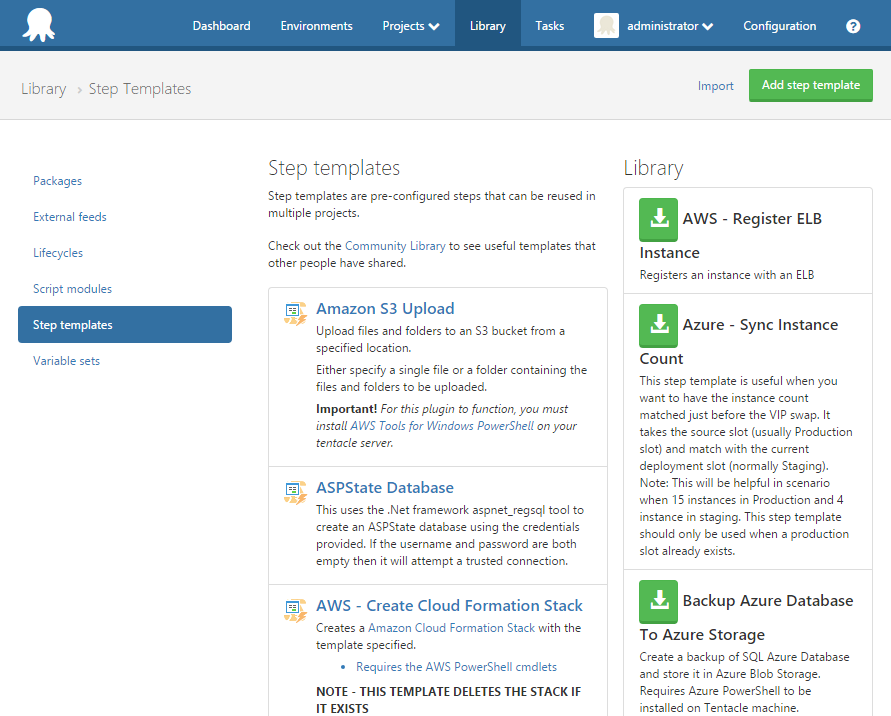 Dashboard Environments Projects Library Tasks administrator Configuration ?
Library › Step Templates
Import Add step template
Packages
External feeds
Lifecycles
Script modules
Step templates
Variable sets
Step templates
Step templates are pre-configured steps that can be reused in
multiple projects.
Check out the Community Library to see useful templates that
other people have shared.
Amazon S3 Upload
Upload files and folders to an S3 bucket from a
specified location.
Either specify a single file or a folder containing the
files and folders to be uploaded.
Important! For this plugin to function, you must
install AWS Tools for Windows PowerShell on your
tentacle server.
ASPState Database
This uses the .Net framework aspnet_regsql tool to
create an ASPState database using the credentials
provided. If the username and password are both
empty then it will attempt a trusted connection.
AWS - Create Cloud Formation Stack
Creates a Amazon Cloud Formation Stack with the
template specified.
• Requires the AWS PowerShell cmdlets
NOTE - THIS TEMPLATE DELETES THE STACK IF
IT EXISTS
Library
AWS - Register ELB
Instance
Registers an instance with an ELB
Azure - Sync Instance
Count
This step template is useful when you
want to have the instance count
matched just before the VIP swap. It
takes the source slot (usually Production
slot) and match with the current
deployment slot (normally Staging).
Note: This will be helpful in scenario
when 15 instances in Production and 4
instance in staging. This step template
should only be used when a production
slot already exists.
Backup Azure Database
To Azure Storage
Create a backup of SQL Azure Database
and store it in Azure Blob Storage.
Requires Azure PowerShell to be
installed on Tentacle machine.